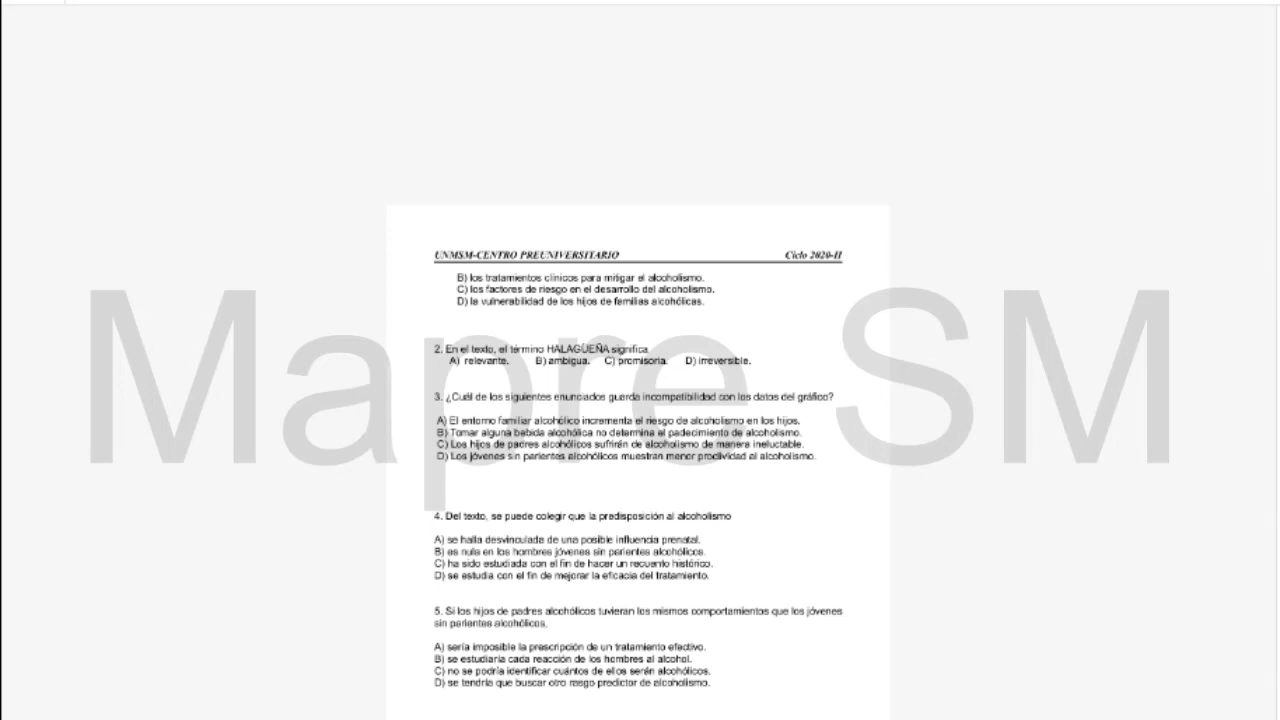 UNMSM-CENTRO PREUNIVERSITARIO Ciclo 2020-II
B) los tratamientos clínicos para mitigar el alcoholismo.
C) los factores de riesgo en el desarrollo del alcoholismo.
D) la vulnerabilidad de los hijos de familias alcohólicas.
Mapre SM
2. En el texto, el término HALAGÜEÑA significa
A) relevante. B) ambigua. C) promisoria. D) irreversible.
3. ¿Cuál de los siguientes enunciados guarda incompatibilidad con los datos del gráfico?
A) El entorno familiar alcohólico incrementa el riesgo de alcoholismo en los hijos.
B) Tomar alguna bebida alcohólica no determina el padecimiento de alcoholismo.
C) Los hijos de padres alcohólicos sufrirán de alcoholismo de manera ineluctable.
D) Los jóvenes sin parientes alcohólicos muestran menor proclividad al alcoholismo.
4. Del texto, se puede colegir que la predisposición al alcoholismo
A) se halla desvinculada de una posible influencia prenatal.
B) es nula en los hombres jóvenes sin parientes alcohólicos.
C) ha sido estudiada con el fin de hacer un recuento histórico.
D) se estudia con el fin de mejorar la eficacia del tratamiento.
5. Si los hijos de padres alcohólicos tuvieran los mismos comportamientos que los jóvenes
sin parientes alcohólicos,
A) sería imposible la prescripción de un tratamiento efectivo.
B) se estudiaría cada reacción de los hombres al alcohol.
C) no se podría identificar cuántos de ellos serán alcohólicos.
D) se tendría que buscar otro rasgo predictor de alcoholismo.